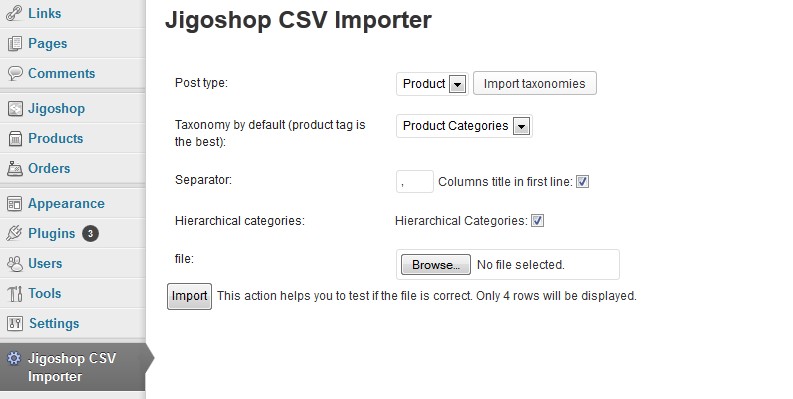 Links
Pages
Comments
Jigoshop
Products
Orders
Appearance
Plugins 3
Users
Tools
Settings
Jigoshop CSV
Importer
Jigoshop CSV Importer
Post type: Product Import taxonomies
Taxonomy by default (product tag is Product Categories
the best):
Separator: , Columns title in first line:
Hierarchical categories: Hierarchical Categories:
file: Browse... No file selected.
Import This action helps you to test if the file is correct. Only 4 rows will be displayed.